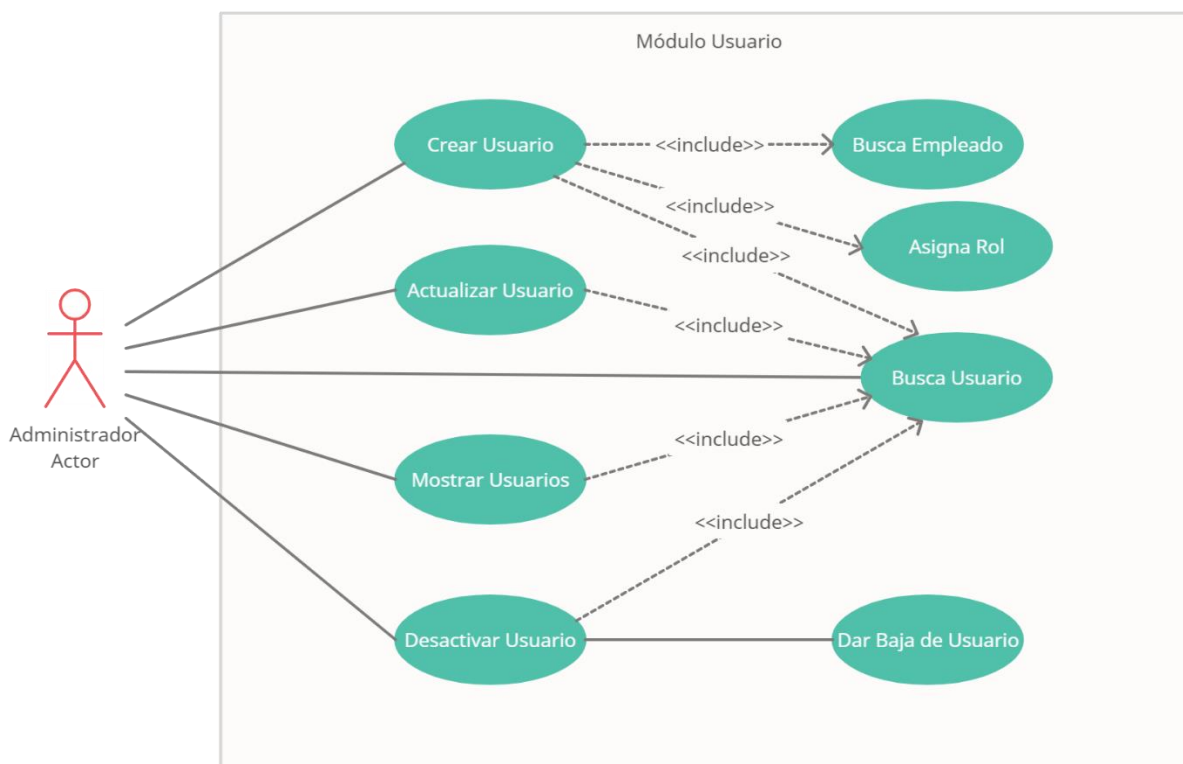 Módulo Usuario
Crear Usuario
<<include>>
Busca Empleado
<<include>>
Asigna Rol
<<include>>
Actualizar Usuario
<<include>>
Busca Usuario
Administrador
Actor
<<include>>
Mostrar Usuarios
<<include>>
Desactivar Usuario
Dar Baja de Usuario